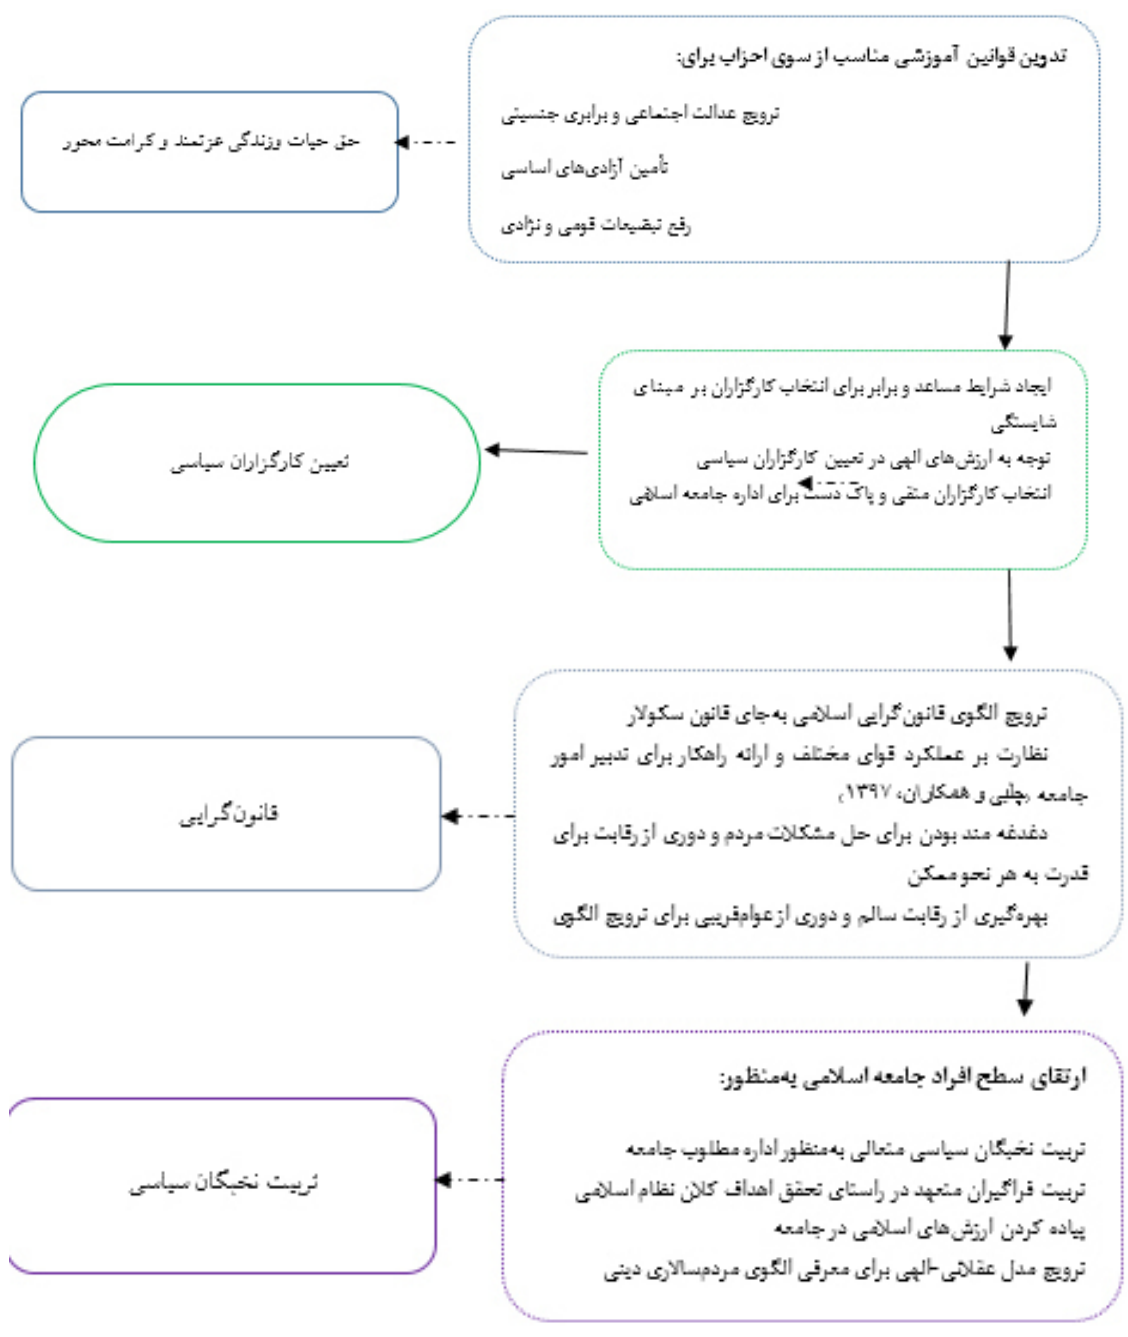 تدوین قوانین آموزشی مناسب از سوی احزاب برای:
ترویج عدالت اجتماعی و برابری جنسیتی
تأمین آزادی‌های اساسی
رفع تبضیعات قومی و نژادی
حق حیات وزندگی عزتمند و کرامت محور
ایجاد شرایط مساعد و برابر برای انتخاب کارگزاران بر مبنای
شایستگی
توجه به ارزش‌های الهی در تعیین کارگزاران سیاسی
انتخاب کارگزاران متقی و پاک دست برای اداره جامعه اسلامی
تعیین کارگزاران سیاسی
ترویج الگوی قانون‌گرایی اسلامی به‌جای قانون سکولار
نظارت بر عملکرد قوای مختلف و ارائه راهکار برای تدبیر امور
جامعه (چلبی و همکاران، ۱۳۹۷)
دغدغه مند بودن برای حل مشکلات مردم و دوری از رقابت برای
قدرت به هر نحو ممکن
بهره‌گیری از رقابت سالم و دوری از عوام‌فریبی برای ترویج الگوی
قانون‌گرایی
ارتقای سطح افراد جامعه اسلامی به‌منظور:
تربیت نخبگان سیاسی متعالی به‌منظور اداره مطلوب جامعه
تربیت فراگیران متعهد در راستای تحقق اهداف کلان نظام اسلامی
پیاده کردن ارزش‌های اسلامی در جامعه
ترویج مدل عقلانی-الهی برای معرفی الگوی مردم‌سالاری دینی
تربیت نخبگان سیاسی